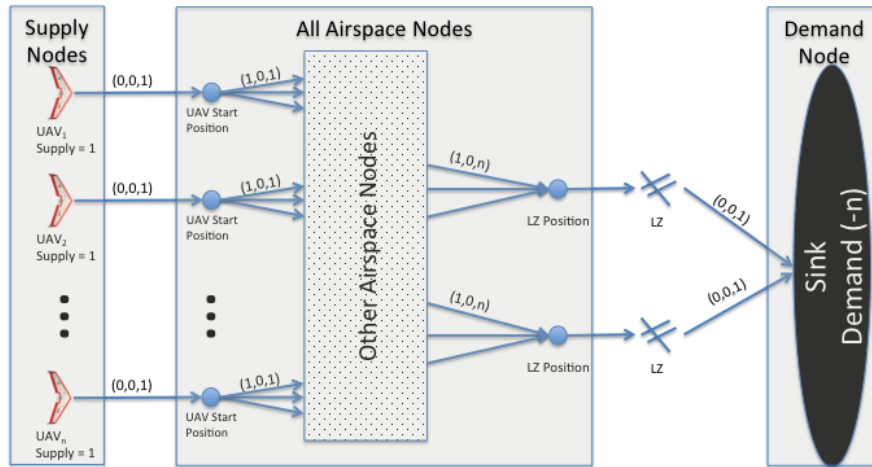 Supply
Nodes
All Airspace Nodes
Demand
Node
(0,0,1)
(1,0,1)
UAV1
Supply = 1
UAV Start
Position
(0,0,1)
(1,0,1)
UAV2
Supply = 1
UAV Start
Position
(0,0,1)
(1,0,1)
UAVn
Supply = 1
UAV Start
Position
Other Airspace Nodes
(1,0,n)
LZ Position
LZ
(0,0,1)
(1,0,n)
LZ Position
LZ
(0,0,1)
Sink
Demand (-n)